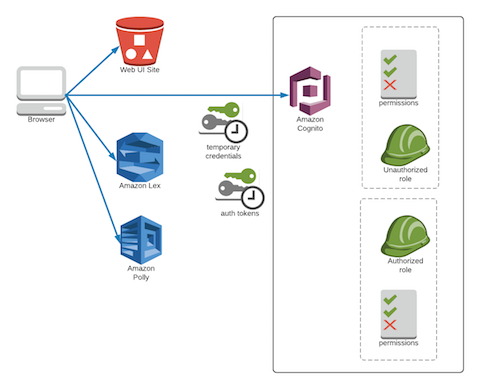 Web UI Site
Browser
Amazon
Cognito
permissions
temporary
credentials
Amazon Lex
Unauthorized
role
auth tokens
Amazon
Polly
Authorized
role
permissions